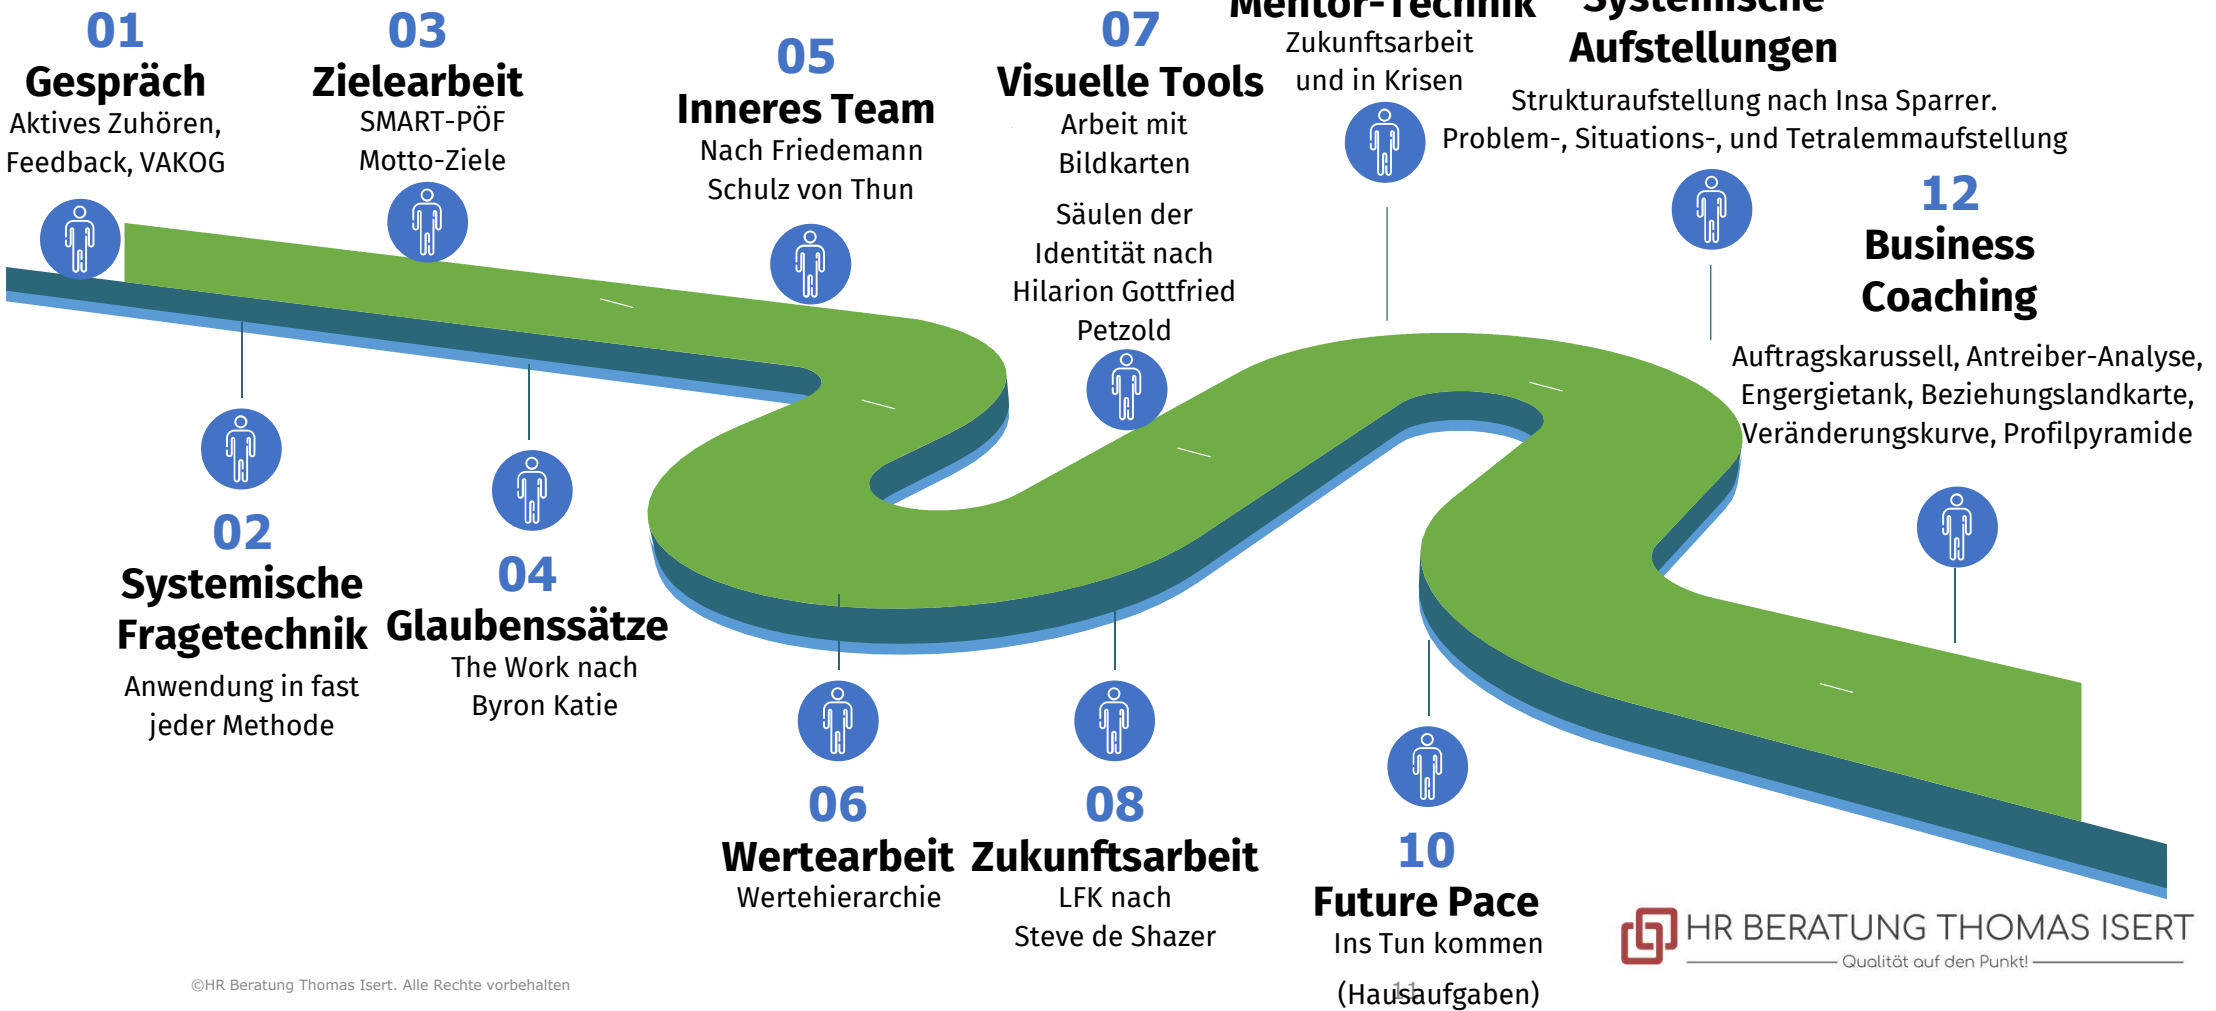 01
Gespräch
Aktives Zuhören,
Feedback, VAKOG
02
Systemische
Fragetechnik
Anwendung in fast
jeder Methode
03
Zielearbeit
SMART-PÖF
Motto-Ziele
04
Glaubenssätze
The Work nach
Byron Katie
05
Inneres Team
Nach Friedemann
Schulz von Thun
06
Wertearbeit
Wertehierarchie
07
Visuelle Tools
Arbeit mit
Bildkarten
Säulen der
Identität nach
Hilarion Gottfried
Petzold
08
Zukunftsarbeit
LFK nach
Steve de Shazer
Mentor-Technik
Zukunftsarbeit
und in Krisen
10
Future Pace
Ins Tun kommen
(Hausaufgaben)
Systemische
Aufstellungen
Strukturaufstellung nach Insa Sparrer.
Problem-, Situations-, und Tetralemmaaufstellung
12
Business
Coaching
Auftragskarussell, Antreiber-Analyse,
Engergietank, Beziehungslandkarte,
Veränderungskurve, Profilpyramide
HR BERATUNG THOMAS ISERT
Qualität auf den Punkt!
©HR Beratung Thomas Isert. Alle Rechte vorbehalten
11